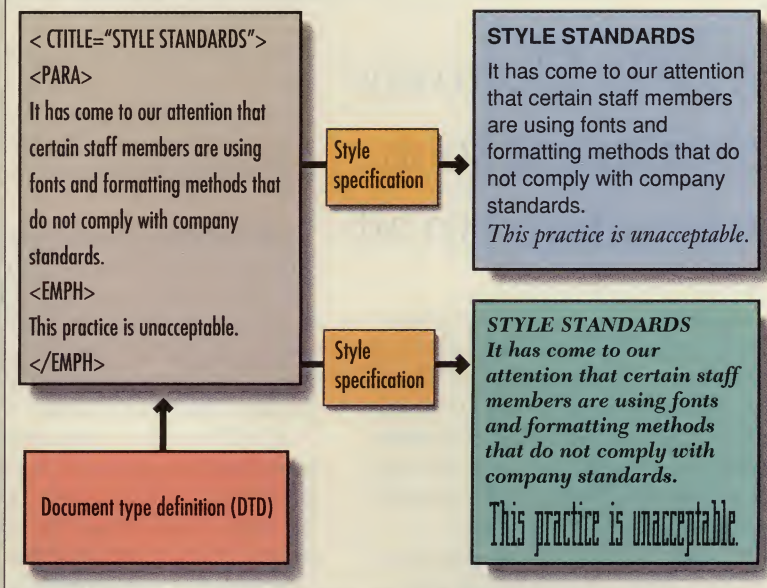 < CTITLE="STYLE STANDARDS">
<PARA>
It has come to our attention that
certain staff members are using
fonts and formatting methods that
do not comply with company
standards.
<EMPH>
This practice is unacceptable.
</EMPH>
Style
specification
STYLE STANDARDS
It has come to our attention
that certain staff members
are using fonts and
formatting methods that do
not comply with company
standards.
This practice is unacceptable.
Style
specification
STYLE STANDARDS
It has come to our
attention that certain staff
members are using fonts
and formatting methods
that do not comply with
company standards.
This practice is unacceptable.
Document type definition (DTD)